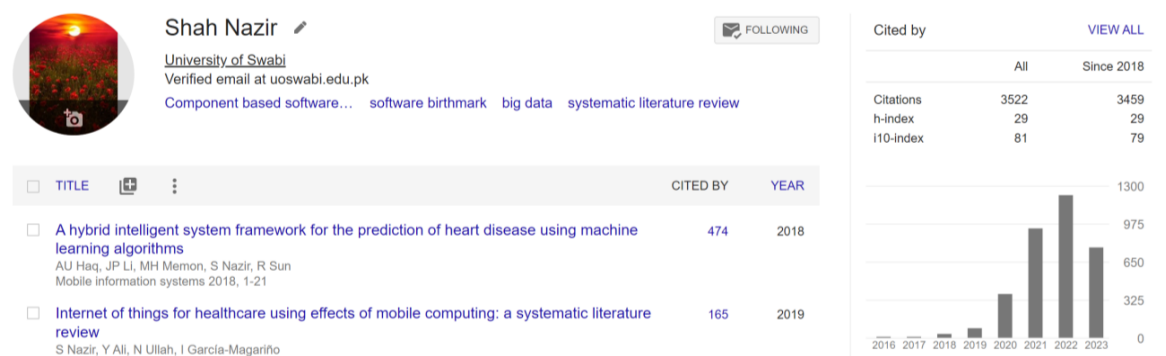 Shah Nazir
FOLLOWING
University of Swabi
Verified email at uoswabi.edu.pk
Component based software… software birthmark big data systematic literature review
TITLE CITED BY YEAR
A hybrid intelligent system framework for the prediction of heart disease using machine 474 2018
learning algorithms
AU Haq, JP Li, MH Memon, S Nazir, R Sun
Mobile information systems 2018, 1-21
Internet of things for healthcare using effects of mobile computing: a systematic literature 165 2019
review
S Nazir, Y Ali, N Ullah, I García-Magariño
Cited by VIEW ALL
All Since 2018
Citations 3522 3459
h-index 29 29
i10-index 81 79
1300
975
650
325
0
2016 2017 2018 2019 2020 2021 2022 2023